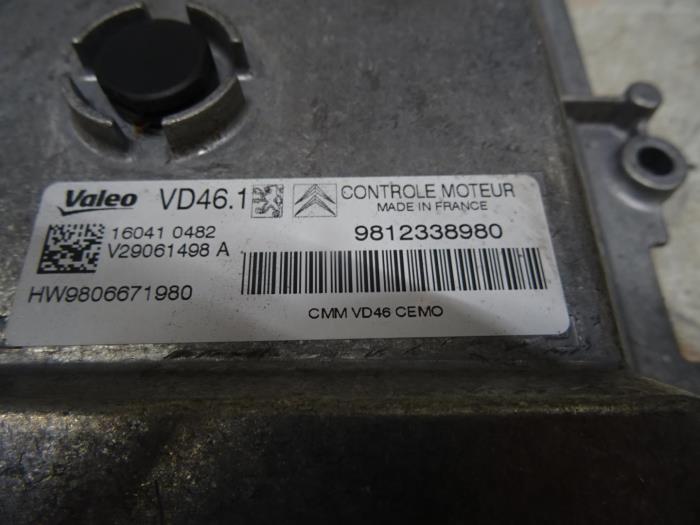 Valeo VD46.1
16041 0482
V29061498 A
HW9806671980
CONTROLE MOTEUR
MADE IN FRANCE
9812338980
CMM VD46 CEMO